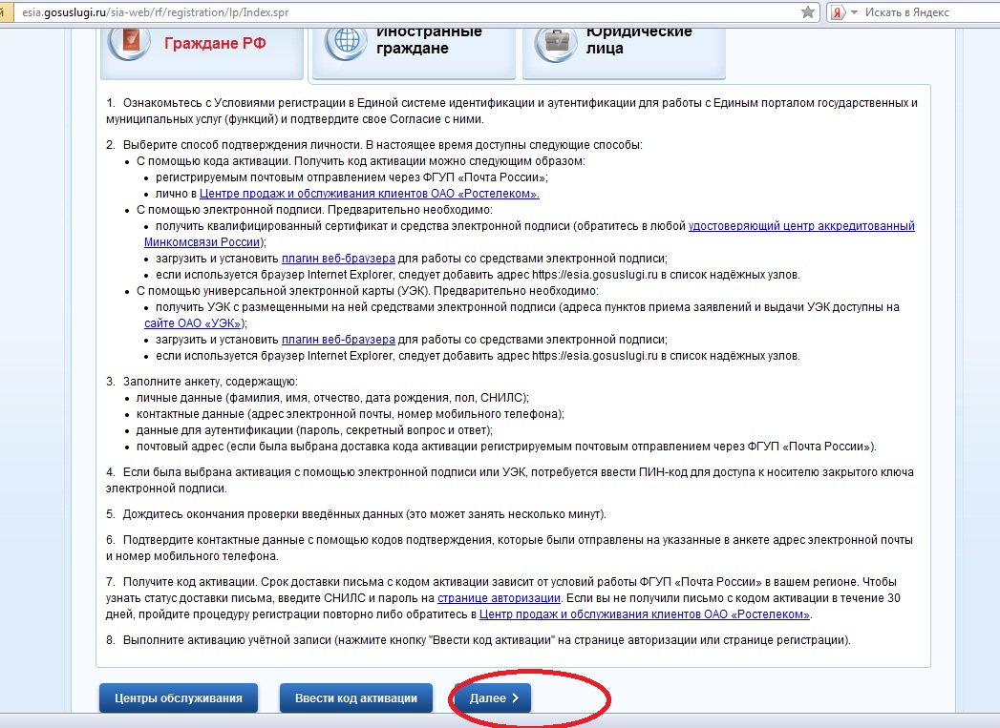 й esia.gosuslugi.ru/sia-web/rf/registration/lp/Index.spr Я Искать в Яндекс
Граждане РФ
Иностранные
граждане
Юридические
лица
1. Ознакомьтесь с Условиями регистрации в Единой системе идентификации и аутентификации для работы с Единым порталом государственных и
муниципальных услуг (функций) и подтвердите свое Согласие с ними.
2. Выберите способ подтверждения личности. В настоящее время доступны следующие способы:
• С помощью кода активации. Получить код активации можно следующим образом:
• регистрируемым почтовым отправлением через ФГУП «Почта России»;
• лично в Центре продаж и обслуживания клиентов ОАО «Ростелеком».
• С помощью электронной подписи. Предварительно необходимо:
• получить квалифицированный сертификат и средства электронной подписи (обратитесь в любой удостоверяющий центр аккредитованный
Минкомсвязи России);
• загрузить и установить плагин веб-браузера для работы со средствами электронной подписи;
• если используется браузер Internet Explorer, следует добавить адрес https://esia.gosuslugi.ru в список надёжных узлов.
• С помощью универсальной электронной карты (УЭК). Предварительно необходимо:
• получить УЭК с размещенными на ней средствами электронной подписи (адреса пунктов приема заявлений и выдачи УЭК доступны на
сайте ОАО «УЭК»);
• загрузить и установить плагин веб-браузера для работы со средствами электронной подписи;
• если используется браузер Internet Explorer, следует добавить адрес https://esia.gosuslugi.ru в список надёжных узлов.
3. Заполните анкету, содержащую:
• личные данные (фамилия, имя, отчество, дата рождения, пол, СНИЛС);
• контактные данные (адрес электронной почты, номер мобильного телефона);
• данные для аутентификации (пароль, секретный вопрос и ответ);
• почтовый адрес (если была выбрана доставка кода активации регистрируемым почтовым отправлением через ФГУП «Почта России»).
4. Если была выбрана активация с помощью электронной подписи или УЭК, потребуется ввести ПИН-код для доступа к носителю закрытого ключа
электронной подписи.
5. Дождитесь окончания проверки введённых данных (это может занять несколько минут).
6. Подтвердите контактные данные с помощью кодов подтверждения, которые были отправлены на указанные в анкете адрес электронной почты
и номер мобильного телефона.
7. Получите код активации. Срок доставки письма с кодом активации зависит от условий работы ФГУП «Почта России» в вашем регионе. Чтобы
узнать статус доставки письма, введите СНИЛС и пароль на странице авторизации. Если вы не получили письмо с кодом активации в течение 30
дней, пройдите процедуру регистрации повторно либо обратитесь в Центр продаж и обслуживания клиентов ОАО «Ростелеком».
8. Выполните активацию учётной записи (нажмите кнопку "Ввести код активации" на странице авторизации или странице регистрации).
Центры обслуживания Ввести код активации Далее